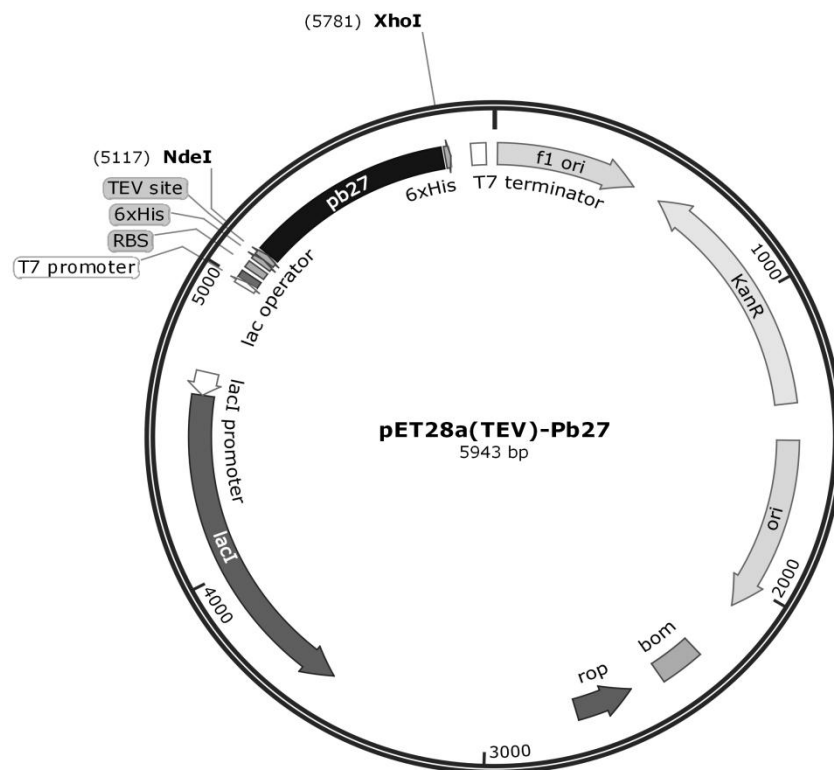 (5781) XhoI
(5117) NdeI
TEV site
6xHis
RBS
T7 promoter
5000
lac operator
pb27
6xHis
T7 terminator
f1 ori
KanR
1000
ori
2000
bom
rop
3000
lacI promoter
lacI
4000
pET28a(TEV)-Pb27
5943 bp